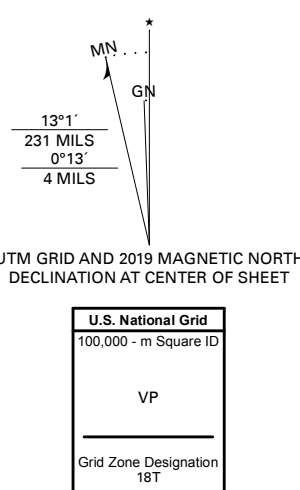 ★
MN
GN
13°1´
231 MILS
0°13´
4 MILS
UTM GRID AND 2019 MAGNETIC NORTH
DECLINATION AT CENTER OF SHEET
U.S. National Grid
100,000 - m Square ID
VP
Grid Zone Designation
18T